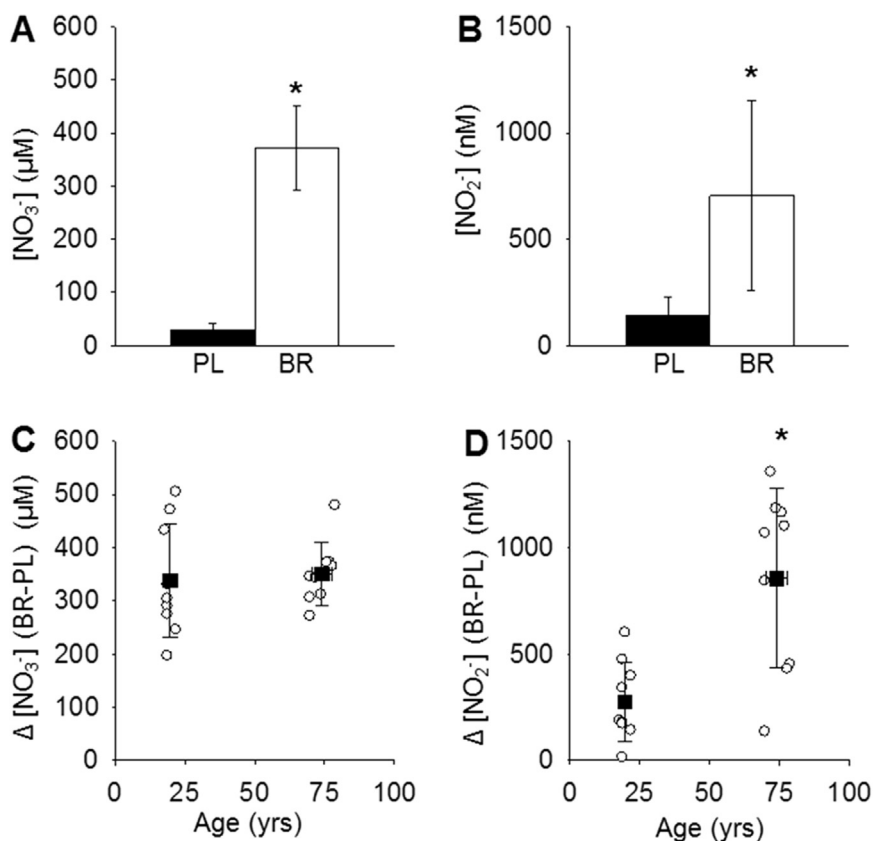 A
600
500
400
300
200
100
0
[NO₃⁻] (µM)
*
PL
BR
B
1500
1000
500
0
[NO₂⁻] (nM)
*
PL
BR
C
600
500
400
300
200
100
0
Δ [NO₃⁻] (BR-PL) (µM)
0
25
50
75
100
Age (yrs)
D
1500
1000
500
0
Δ [NO₂⁻] (BR-PL) (nM)
*
0
25
50
75
100
Age (yrs)